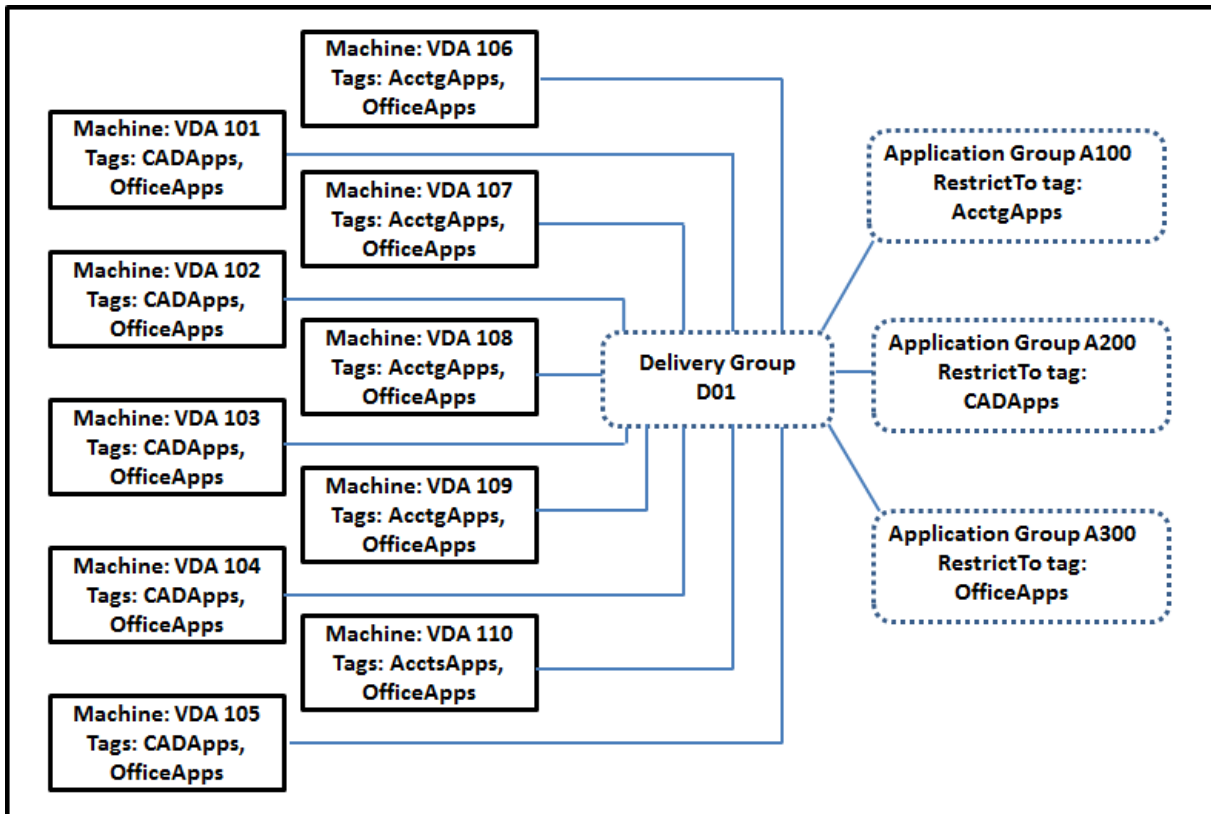 Machine: VDA 106
Tags: AcctgApps,
OfficeApps
Machine: VDA 101
Tags: CADApps,
OfficeApps
Machine: VDA 107
Tags: AcctgApps,
OfficeApps
Machine: VDA 102
Tags: CADApps,
OfficeApps
Machine: VDA 108
Tags: AcctgApps,
OfficeApps
Machine: VDA 103
Tags: CADApps,
OfficeApps
Machine: VDA 109
Tags: AcctgApps,
OfficeApps
Machine: VDA 104
Tags: CADApps,
OfficeApps
Machine: VDA 110
Tags: AcctsApps,
OfficeApps
Machine: VDA 105
Tags: CADApps,
OfficeApps
Delivery Group
D01
Application Group A100
RestrictTo tag:
AcctgApps
Application Group A200
RestrictTo tag:
CADApps
Application Group A300
RestrictTo tag:
OfficeApps